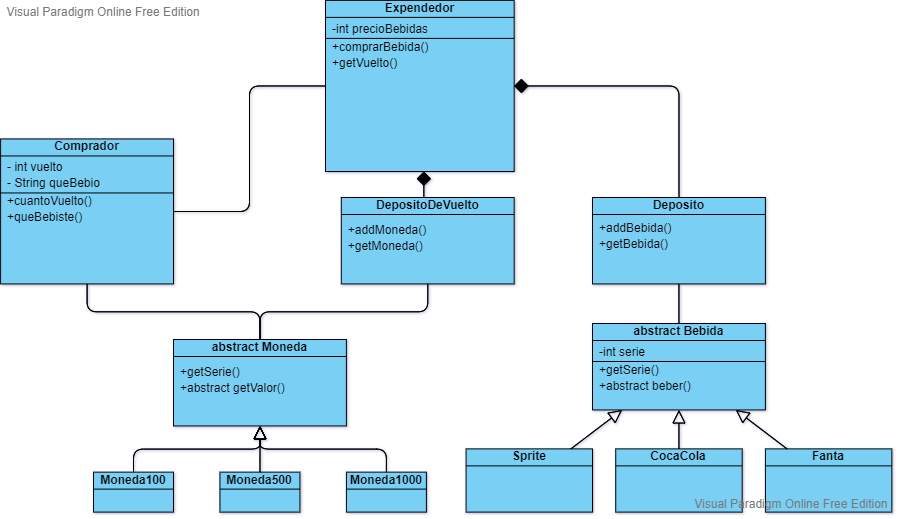 Visual Paradigm Online Free Edition
Expendedor
-int precioBebidas
+comprarBebida()
+getVuelto()
Comprador
- int vuelto
- String queBebio
+cuantoVuelto()
+queBebiste()
DepositoDeVuelto
+addMoneda()
+getMoneda()
Deposito
+addBebida()
+getBebida()
abstract Moneda
+getSerie()
+abstract getValor()
abstract Bebida
-int serie
+getSerie()
+abstract beber()
Moneda100
Moneda500
Moneda1000
Sprite
CocaCola
Fanta
Visual Paradigm Online Free Edition